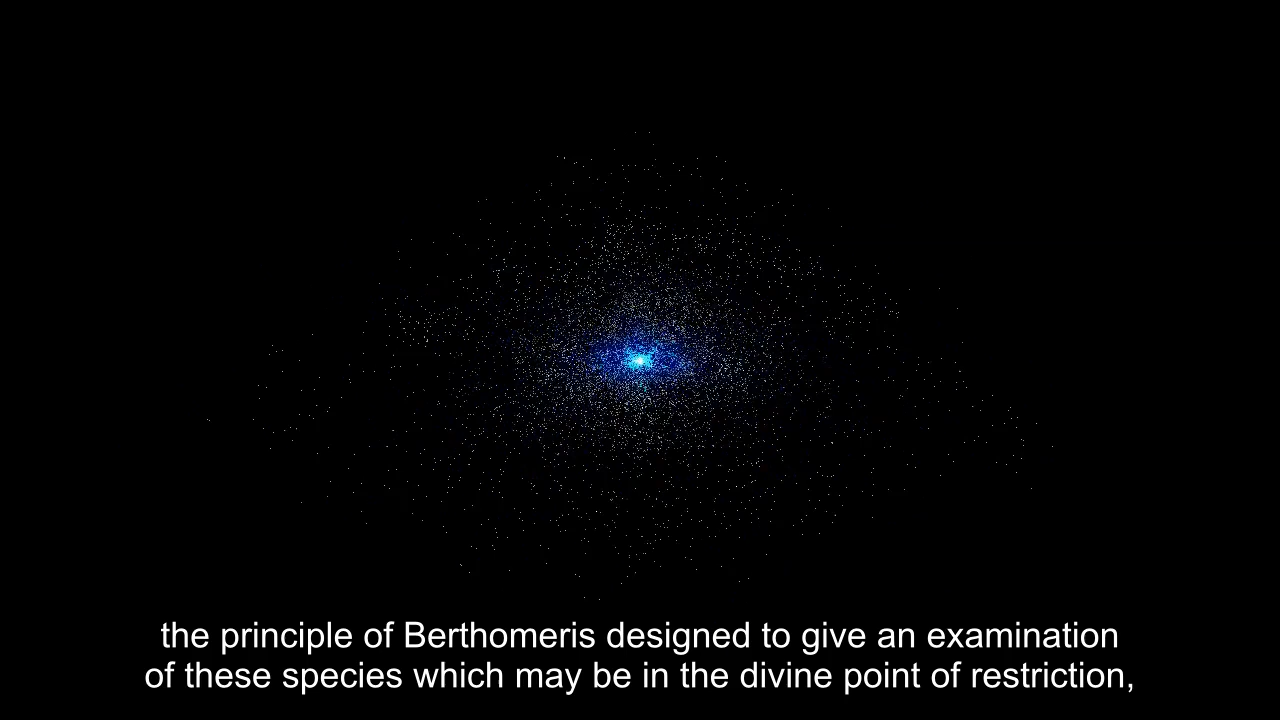 the principle of Berthomeris designed to give an examination
of these species which may be in the divine point of restriction,